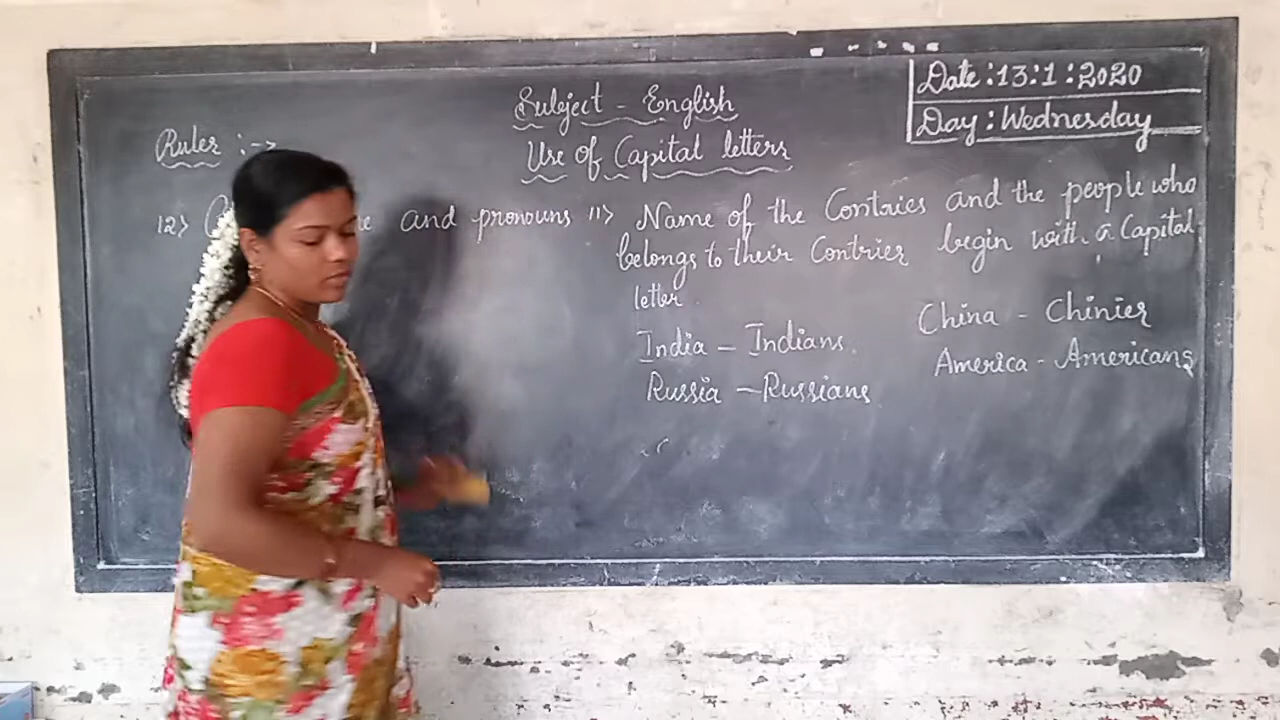 Subject - English
Date : 13 : 1 : 2020
Day : Wednesday
Use of Capital letters
Rules :->
12> and pronouns
11> Name of the Contries and the people who
belongs to their Contries begin with a Capital
letter.
India - Indians.
Russia - Russians
China - Chinies
America - Americans